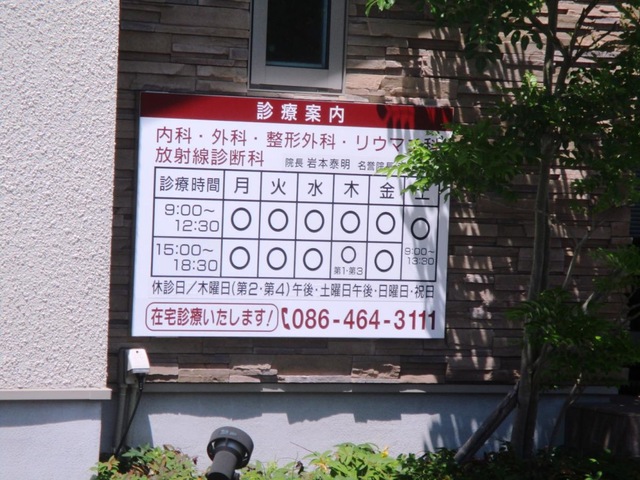 診療案内
内科・外科・整形外科・リウマ
放射線診断科 院長 岩本泰明 名誉院長
診療時間 月 火 水 木 金 土
9:00～12:30 〇 〇 〇 〇 〇 〇
9:00～13:30
15:00～18:30 〇 〇 〇 〇 〇
第1・第3
休診日/木曜日(第2・第4)午後・土曜日午後・日曜日・祝日
在宅診療いたします! 086-464-3111